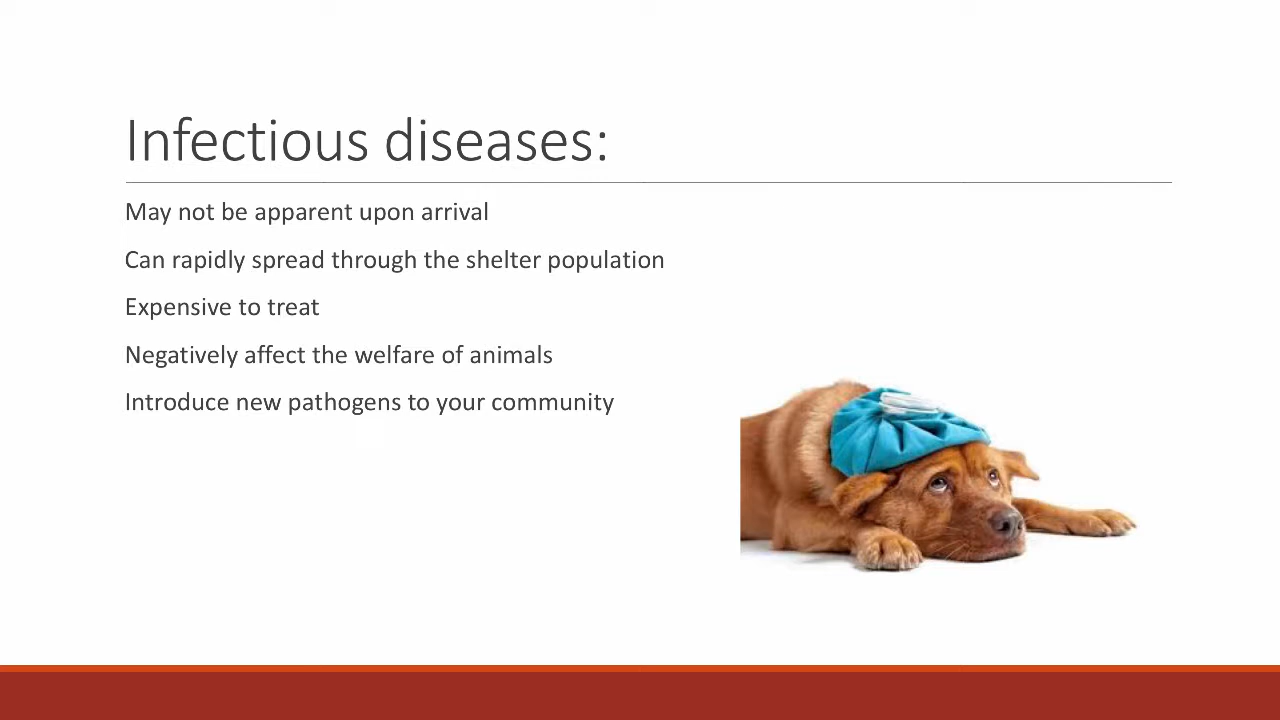 Infectious diseases:
May not be apparent upon arrival
Can rapidly spread through the shelter population
Expensive to treat
Negatively affect the welfare of animals
Introduce new pathogens to your community